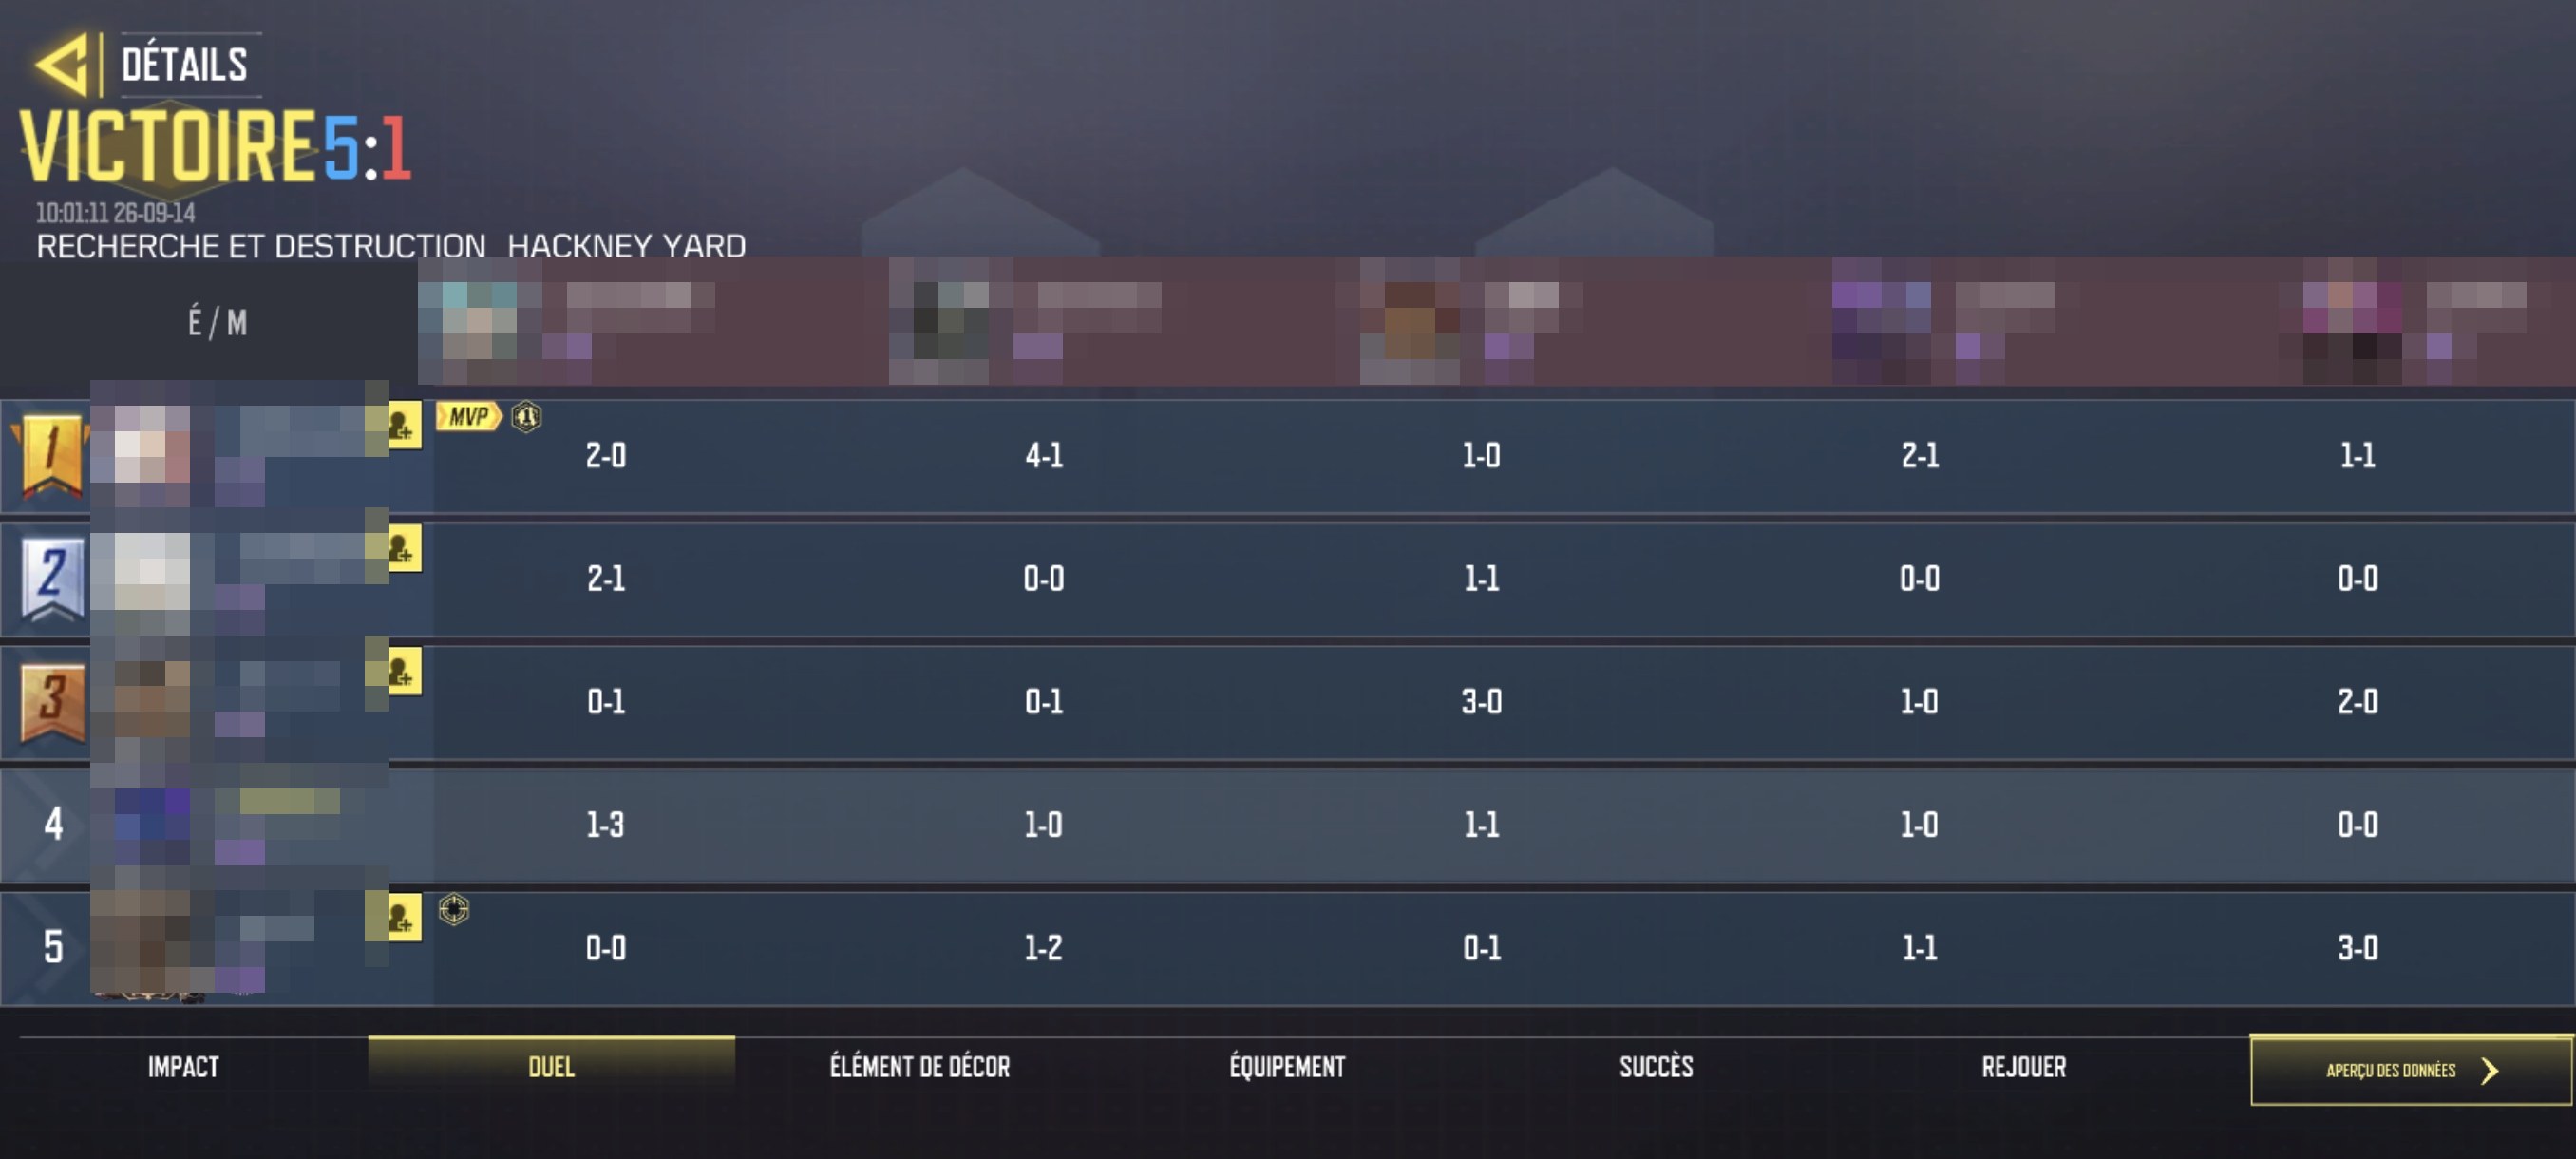 DÉTAILS
VICTOIRE 5:1
10:01:11 26-09-14
RECHERCHE ET DESTRUCTION HACKNEY YARD
É / M
1 MVP 1 2-0 4-1 1-0 2-1 1-1
2 2-1 0-0 1-1 0-0 0-0
3 0-1 0-1 3-0 1-0 2-0
4 1-3 1-0 1-1 1-0 0-0
5 0-0 1-2 0-1 1-1 3-0
IMPACT DUEL ÉLÉMENT DE DÉCOR ÉQUIPEMENT SUCCÈS REJOUER APERÇU DES DONNÉES